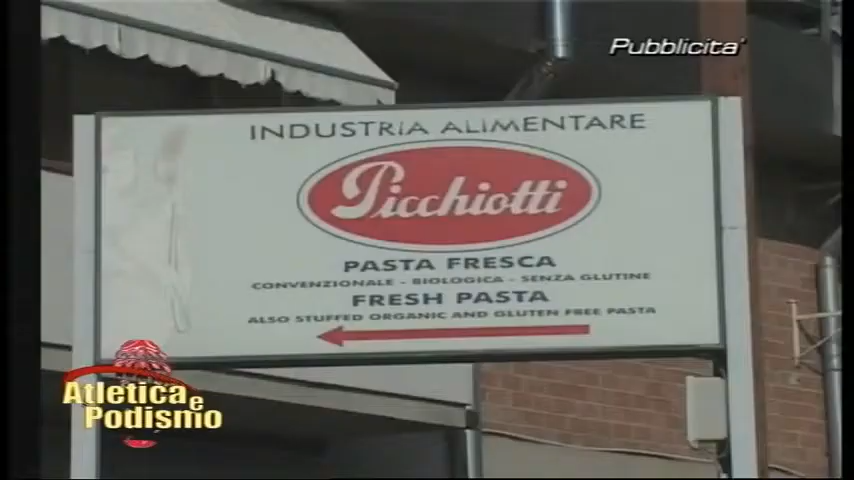 Pubblicita'
INDUSTRIA ALIMENTARE
Picchiotti
PASTA FRESCA
CONVENZIONALE - BIOLOGICA - SENZA GLUTINE
FRESH PASTA
ALSO STUFFED ORGANIC AND GLUTEN FREE PASTA
Atletica e
Podismo